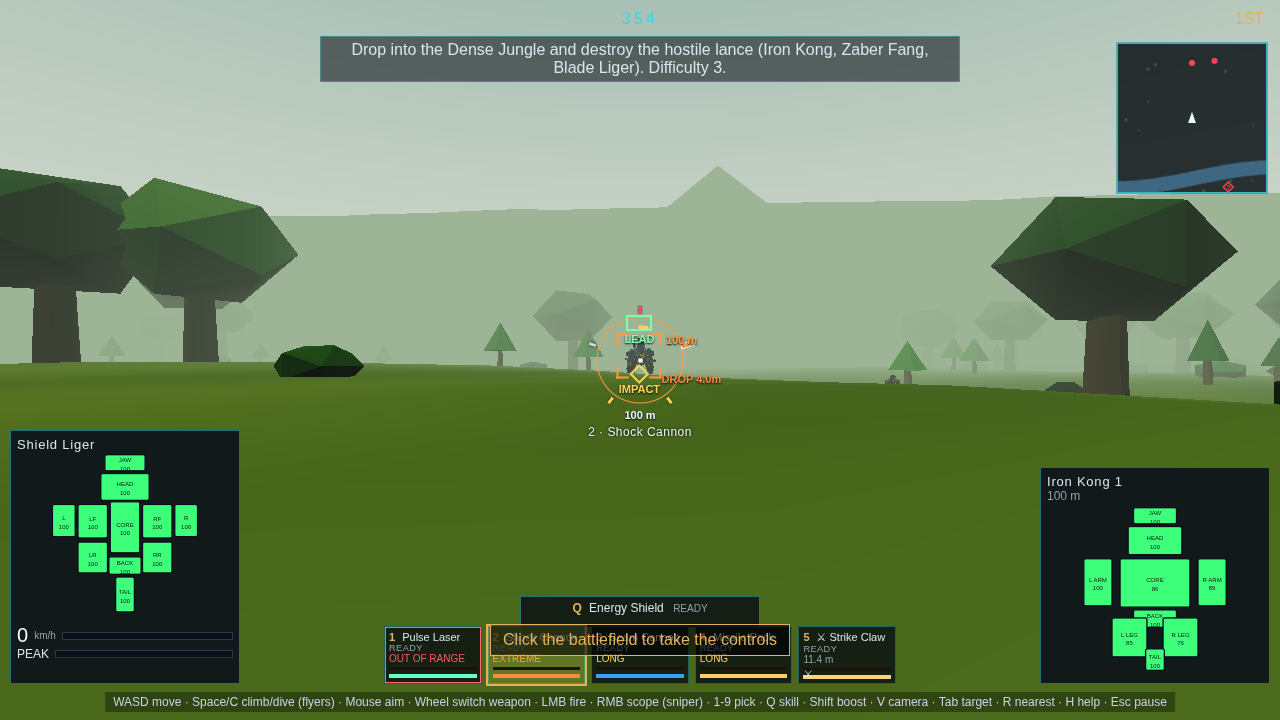 354
1ST
Drop into the Dense Jungle and destroy the hostile lance (Iron Kong, Zaber Fang,
Blade Liger). Difficulty 3.
0
LEAD
100 m
DROP 4.0m
IMPACT
100 m
2 · Shock Cannon
Shield Liger
JAW
100
HEAD
100
L
100
LF
100
CORE
100
RF
100
R
100
LR
100
BACK
100
RR
100
TAIL
100
0 km/h
PEAK
Iron Kong 1
100 m
JAW
100
HEAD
100
L ARM
100
CORE
86
R ARM
89
BACK
100
L LEG
85
R LEG
76
TAIL
100
Q Energy Shield READY
1 Pulse Laser
READY
OUT OF RANGE
2
EXTREME
LONG
LONG
Click the battlefield to take the controls
5 ⚔ Strike Claw
READY
11.4 m
WASD move · Space/C climb/dive (flyers) · Mouse aim · Wheel switch weapon · LMB fire · RMB scope (sniper) · 1-9 pick · Q skill · Shift boost · V camera · Tab target · R nearest · H help · Esc pause